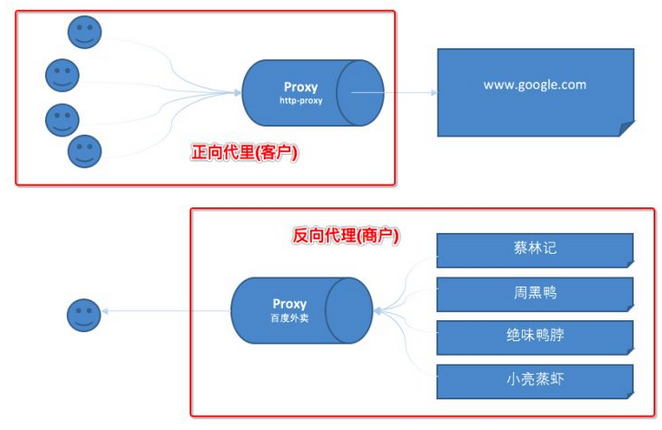 Proxy
http-proxy
www.google.com
正向代里(客户)
反向代理(商户)
蔡林记
Proxy
百度外卖
周黑鸭
绝味鸭脖
小亮蒸虾